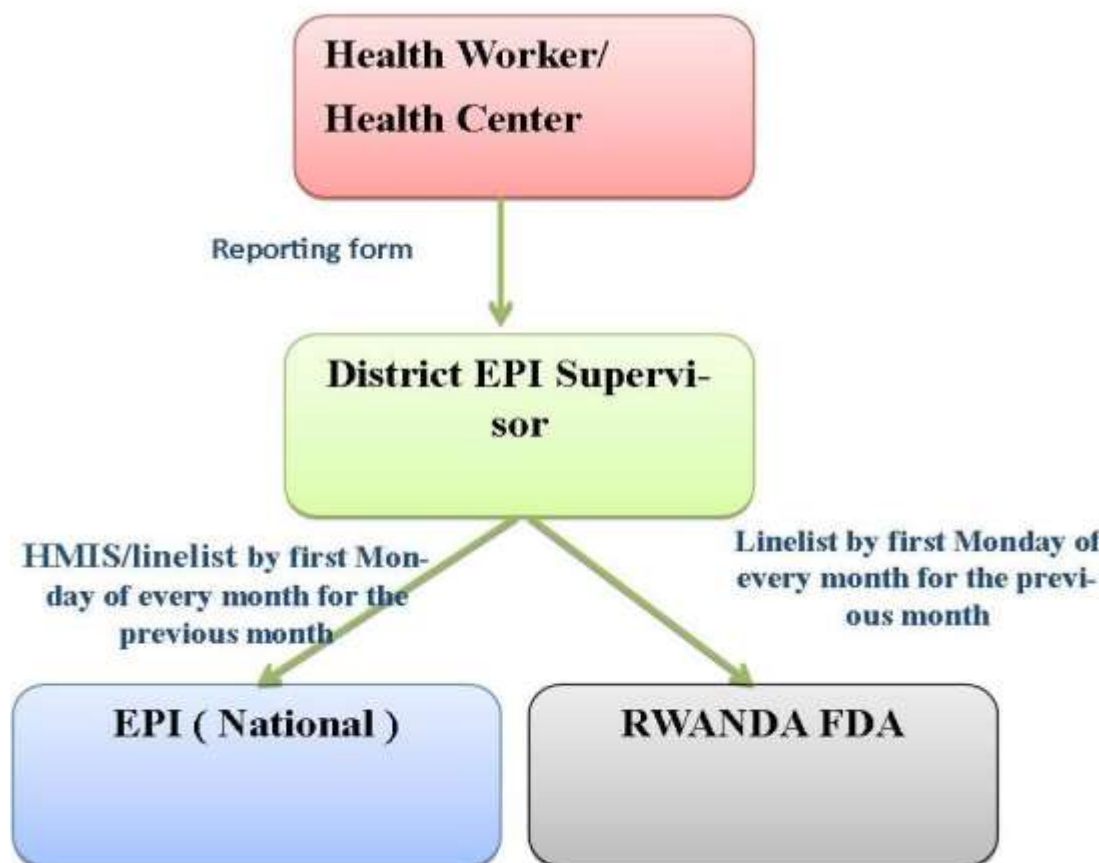 Health Worker/
Health Center
Reporting form
District EPI Supervi-
sor
HMIS/linelist by first Mon-
day of every month for the
previous month
Linelist by first Monday of
every month for the previ-
ous month
EPI ( National )
RWANDA FDA